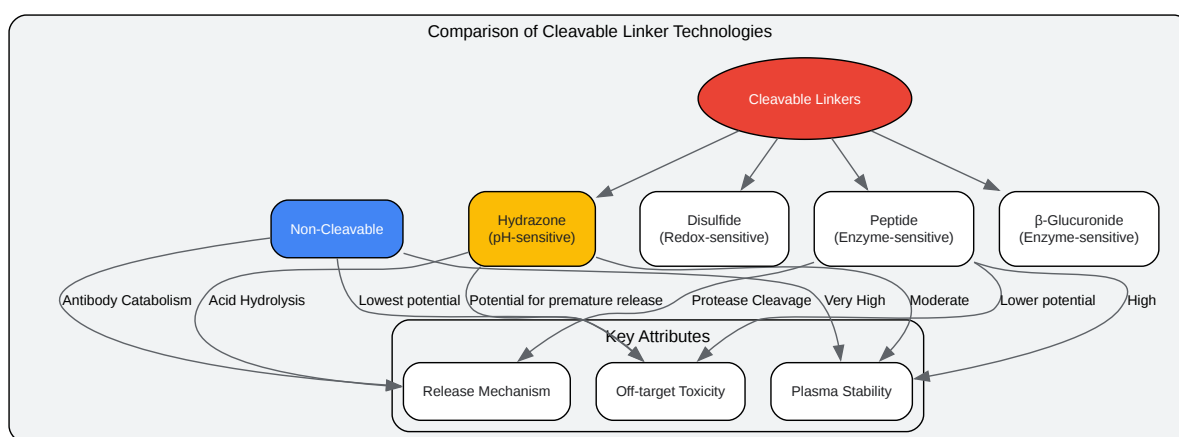 Comparison of Cleavable Linker Technologies
Cleavable Linkers
Non-Cleavable
Hydrazone
(pH-sensitive)
Disulfide
(Redox-sensitive)
Peptide
(Enzyme-sensitive)
β-Glucuronide
(Enzyme-sensitive)
Antibody Catabolism
Acid Hydrolysis
Lowest potential
Potential for premature release
Protease Cleavage
Very High
Moderate
Lower potential
High
Key Attributes
Release Mechanism
Off-target Toxicity
Plasma Stability